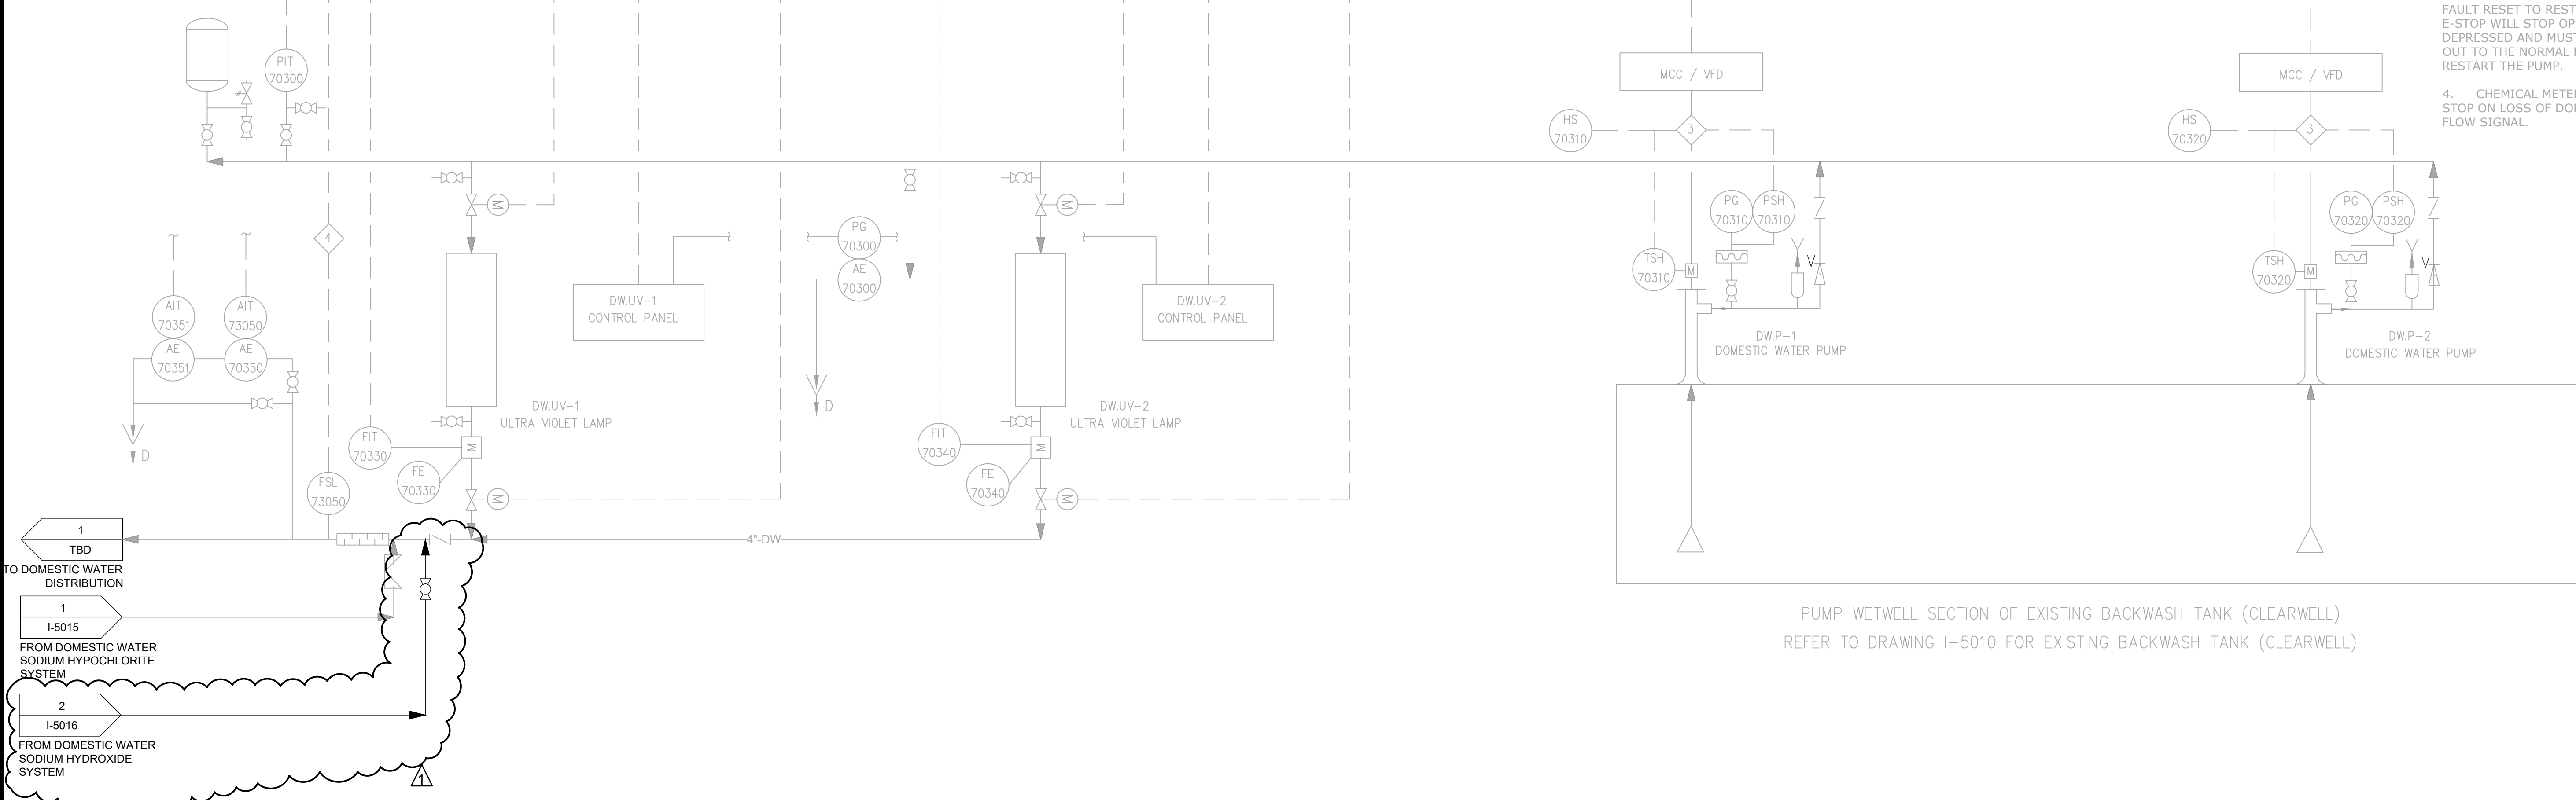 FAULT RESET TO REST
E-STOP WILL STOP OP
DEPRESSED AND MUST
OUT TO THE NORMAL
RESTART THE PUMP.
4. CHEMICAL METE
STOP ON LOSS OF DO
FLOW SIGNAL.
PIT
70300
MCC / VFD
MCC / VFD
HS
70310
3
HS
70320
3
M
M
4
PG
70300
AE
70300
PG
70310
PSH
70310
PG
70320
PSH
70320
TSH
70310
M
V
TSH
70320
M
V
AIT
70351
AIT
73050
AE
70351
AE
70350
DW.UV-1
CONTROL PANEL
DW.UV-2
CONTROL PANEL
DW.P-1
DOMESTIC WATER PUMP
DW.P-2
DOMESTIC WATER PUMP
DW.UV-1
ULTRA VIOLET LAMP
DW.UV-2
ULTRA VIOLET LAMP
D
D
FIT
70330
M
FE
70330
M
FIT
70340
M
FE
70340
M
FSL
73050
1
TBD
TO DOMESTIC WATER
DISTRIBUTION
4"-DW
1
I-5015
FROM DOMESTIC WATER
SODIUM HYPOCHLORITE
SYSTEM
2
I-5016
FROM DOMESTIC WATER
SODIUM HYDROXIDE
SYSTEM
1
PUMP WETWELL SECTION OF EXISTING BACKWASH TANK (CLEARWELL)
REFER TO DRAWING I-5010 FOR EXISTING BACKWASH TANK (CLEARWELL)